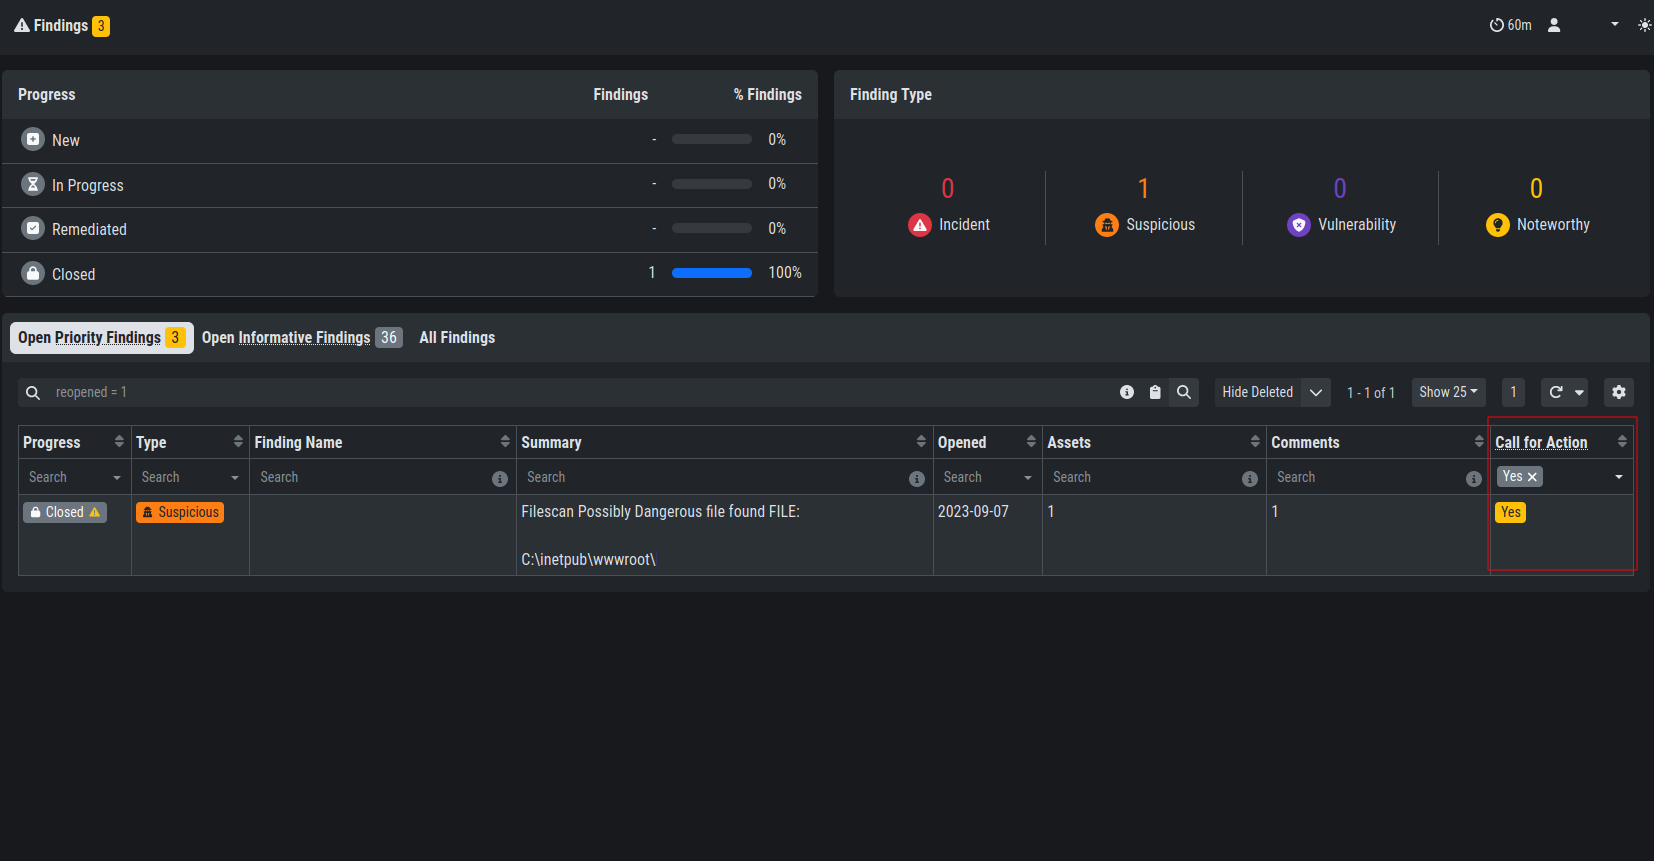 Findings 3
60m
Progress Findings % Findings
New - 0%
In Progress - 0%
Remediated - 0%
Closed 1 100%
Finding Type
0 1 0 0
Incident Suspicious Vulnerability Noteworthy
Open Priority Findings 3 Open Informative Findings 36 All Findings
reopened = 1 Hide Deleted 1 - 1 of 1 Show 25 1
Progress Type Finding Name Summary Opened Assets Comments Call for Action
Search Search Search Search Search Search Search Yes
Closed Suspicious Filescan Possibly Dangerous file found FILE: 2023-09-07 1 1 Yes
C:\inetpub\wwwroot\